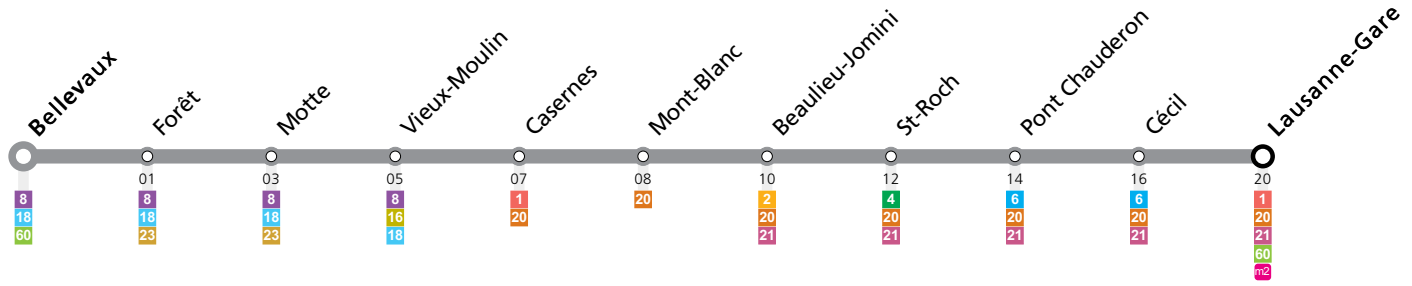 Bellevaux
Forêt
Motte
Vieux-Moulin
Casernes
Mont-Blanc
Beaulieu-Jomini
St-Roch
Pont Chauderon
Cécil
Lausanne-Gare
01 03 05 07 08 10 12 14 16 20
8 8 8 8 1 20 2 4 6 6 1
18 18 18 16 20 20 20 20 20 20
60 23 23 18 21 21 21 21 21
60
m2